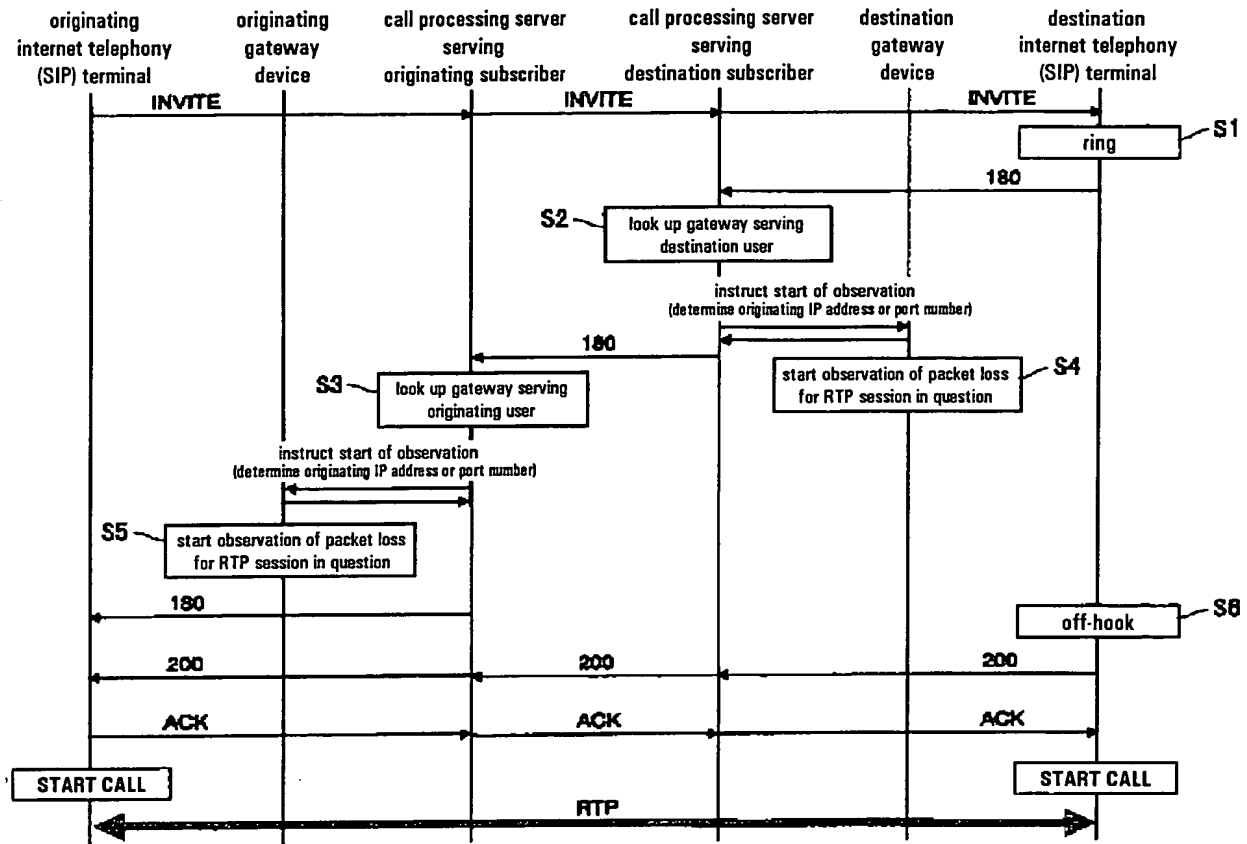 originating
internet telephony
(SIP) terminal
originating
gateway
device
call processing server
serving
originating subscriber
call processing server
serving
destination subscriber
destination
gateway
device
destination
internet telephony
(SIP) terminal
INVITE
INVITE
INVITE
ring
S1
180
S2
look up gateway serving
destination user
instruct start of observation
(determine originating IP address or port number)
180
S4
start observation of packet loss
for RTP session in question
S3
look up gateway serving
originating user
instruct start of observation
(determine originating IP address or port number)
S5
start observation of packet loss
for RTP session in question
180
off-hook
S6
200
200
200
ACK
ACK
ACK
START CALL
START CALL
RTP